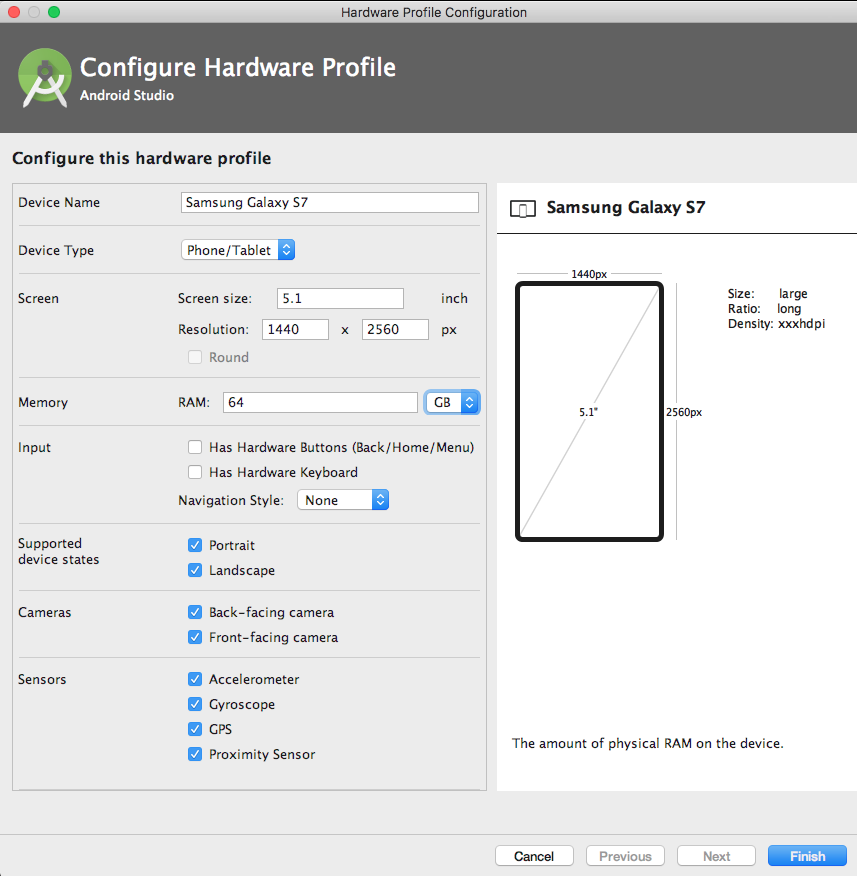 Hardware Profile Configuration
Configure Hardware Profile
Android Studio
Configure this hardware profile
Device Name Samsung Galaxy S7
Device Type Phone/Tablet
Screen Screen size: 5.1 inch
Resolution: 1440 x 2560 px
Round
Memory RAM: 64 GB
Input Has Hardware Buttons (Back/Home/Menu)
Has Hardware Keyboard
Navigation Style: None
Supported
device states
Portrait
Landscape
Cameras Back-facing camera
Front-facing camera
Sensors Accelerometer
Gyroscope
GPS
Proximity Sensor
Samsung Galaxy S7
1440px
Size: large
Ratio: long
Density: xxxhdpi
5.1"
2560px
The amount of physical RAM on the device.
Cancel Previous Next Finish